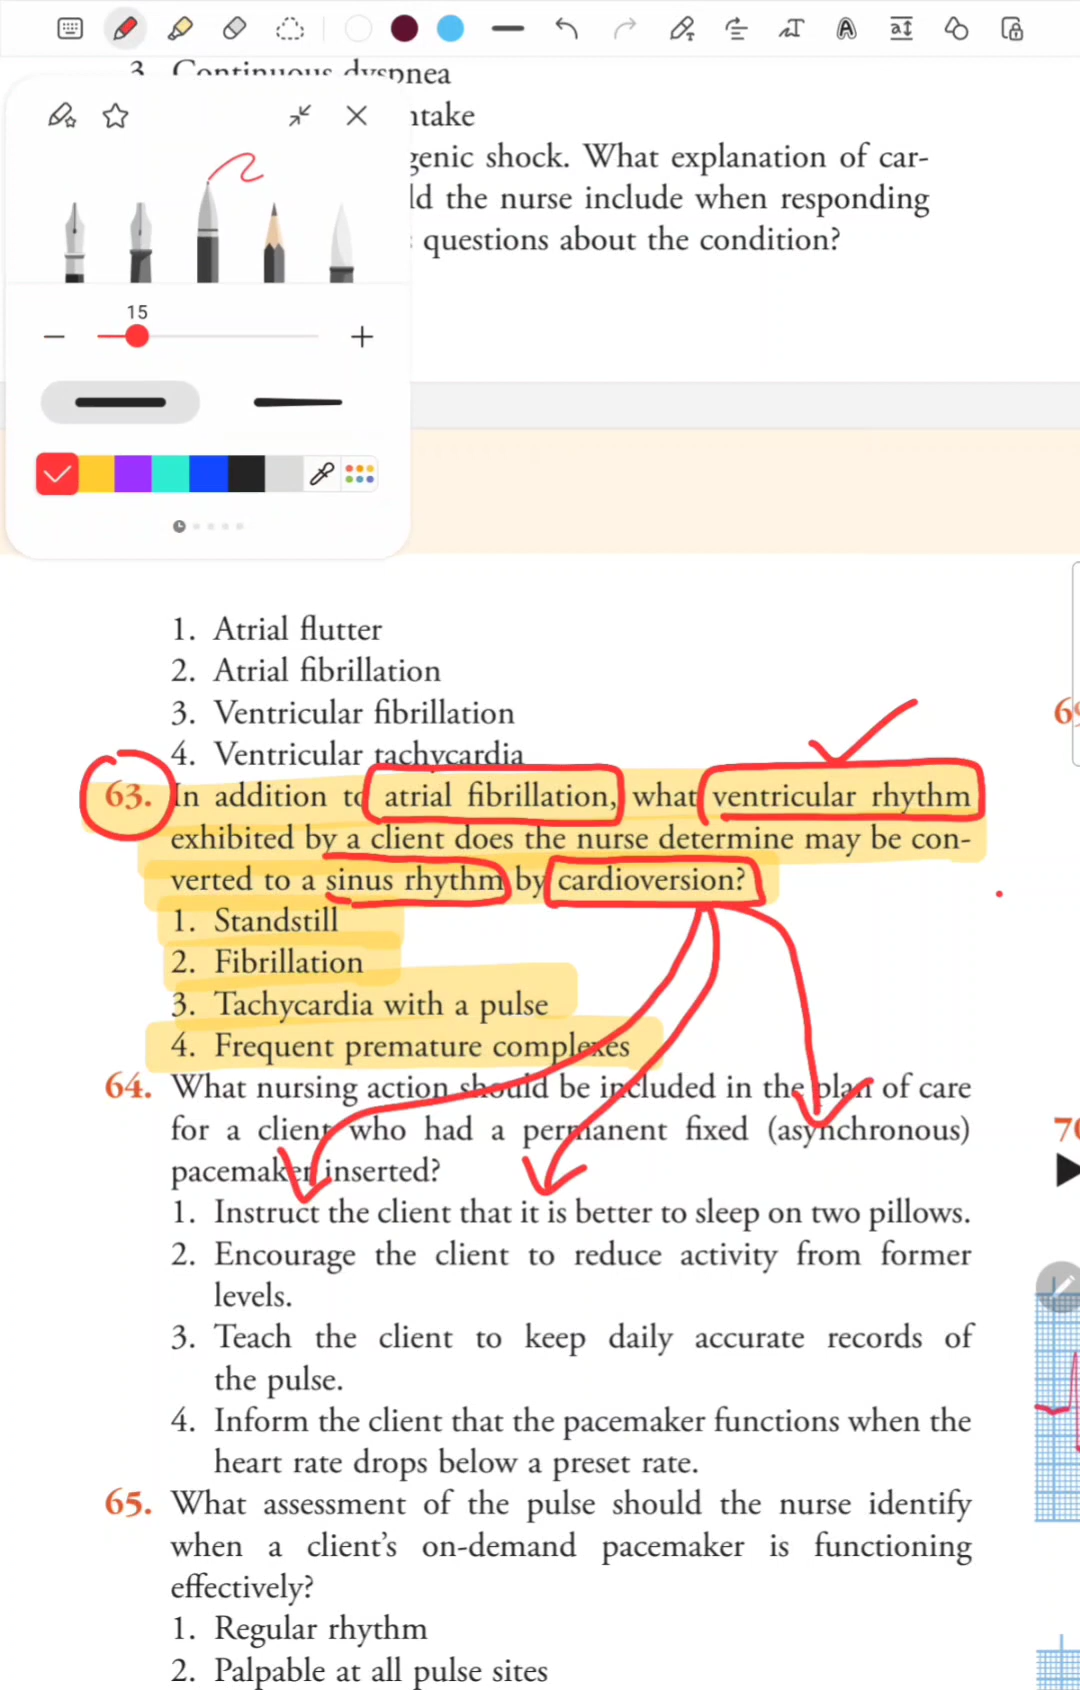 3. Continuous dyspnea
ntake
genic shock. What explanation of car-
ld the nurse include when responding
questions about the condition?
15
1. Atrial flutter
2. Atrial fibrillation
3. Ventricular fibrillation
4. Ventricular tachycardia
63. In addition to atrial fibrillation, what ventricular rhythm
exhibited by a client does the nurse determine may be con-
verted to a sinus rhythm by cardioversion?
1. Standstill
2. Fibrillation
3. Tachycardia with a pulse
4. Frequent premature complexes
64. What nursing action should be included in the plan of care
for a client who had a permanent fixed (asynchronous)
pacemaker inserted?
1. Instruct the client that it is better to sleep on two pillows.
2. Encourage the client to reduce activity from former
levels.
3. Teach the client to keep daily accurate records of
the pulse.
4. Inform the client that the pacemaker functions when the
heart rate drops below a preset rate.
65. What assessment of the pulse should the nurse identify
when a client's on-demand pacemaker is functioning
effectively?
1. Regular rhythm
2. Palpable at all pulse sites